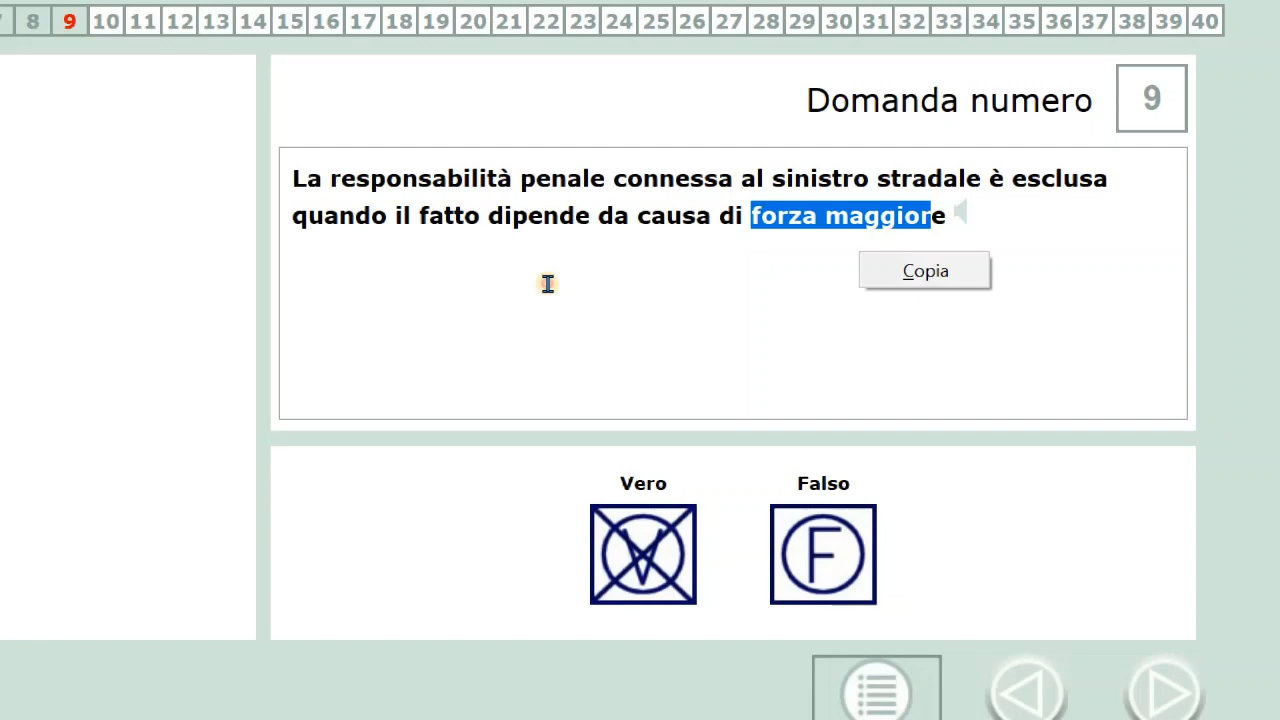 8 9 10 11 12 13 14 15 16 17 18 19 20 21 22 23 24 25 26 27 28 29 30 31 32 33 34 35 36 37 38 39 40
Domanda numero 9
La responsabilità penale connessa al sinistro stradale è esclusa
quando il fatto dipende da causa di forza maggiore
Copia
Vero Falso
V F